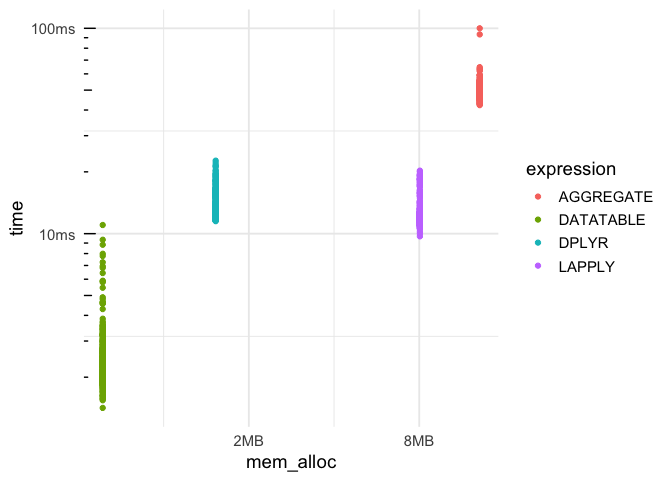 100ms
10ms
time
2MB
8MB
mem_alloc
expression
AGGREGATE
DATATABLE
DPLYR
LAPPLY